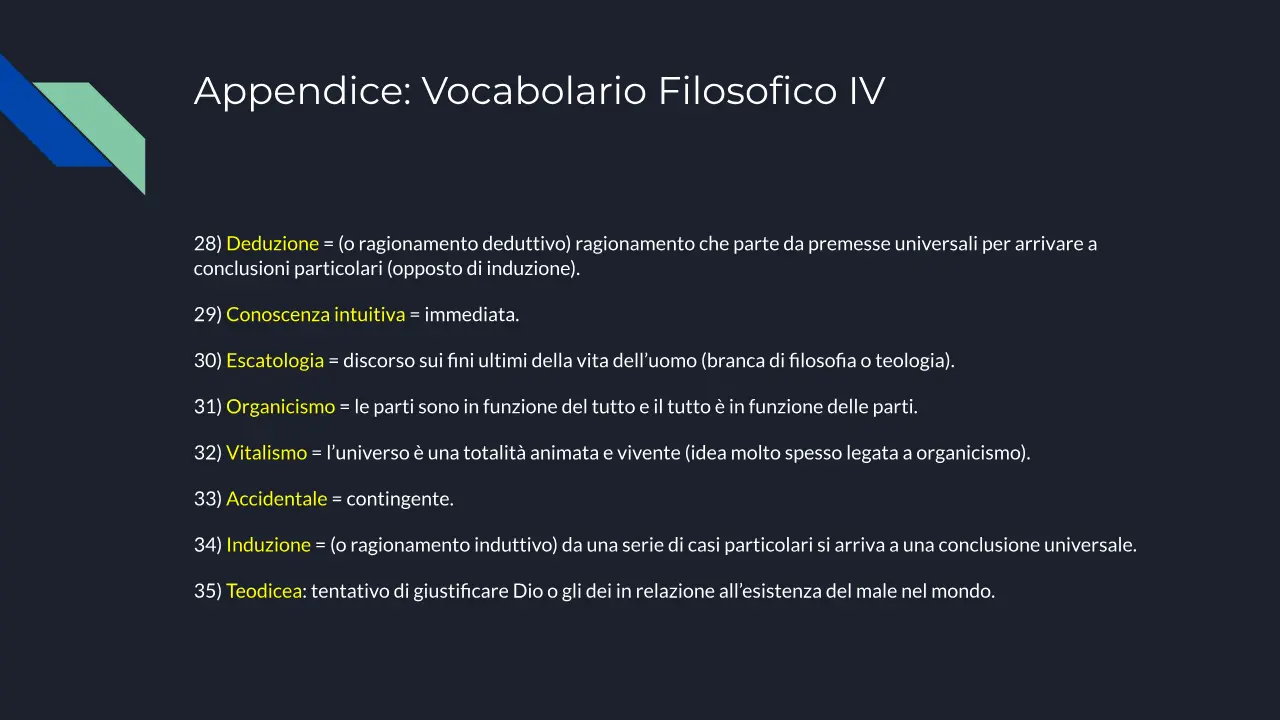 Appendice: Vocabolario Filosofico IV
28) Deduzione = (o ragionamento deduttivo) ragionamento che parte da premesse universali per arrivare a
conclusioni particolari (opposto di induzione).
29) Conoscenza intuitiva = immediata.
30) Escatologia = discorso sui fini ultimi della vita dell’uomo (branca di filosofia o teologia).
31) Organicismo = le parti sono in funzione del tutto e il tutto è in funzione delle parti.
32) Vitalismo = l’universo è una totalità animata e vivente (idea molto spesso legata a organicismo).
33) Accidentale = contingente.
34) Induzione = (o ragionamento induttivo) da una serie di casi particolari si arriva a una conclusione universale.
35) Teodicea: tentativo di giustificare Dio o gli dei in relazione all’esistenza del male nel mondo.